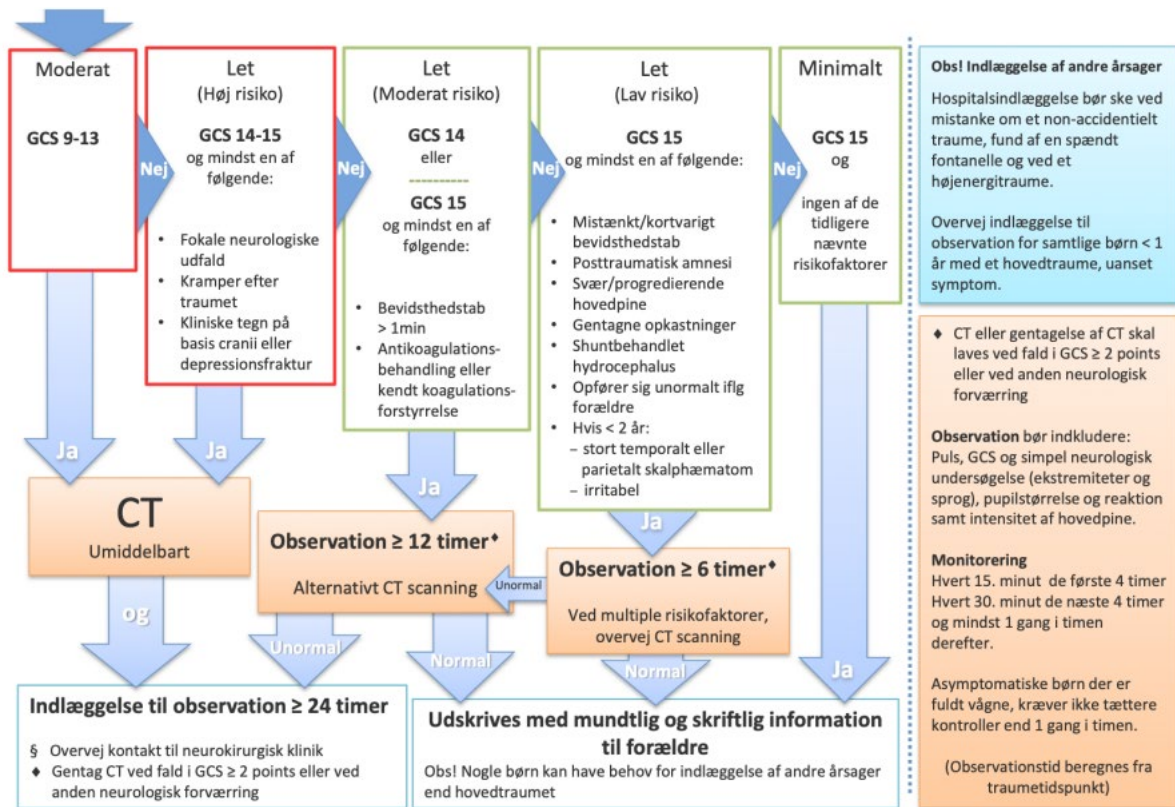 Moderat
GCS 9-13
Nej
Let
(Høj risiko)
GCS 14-15
og mindst en af
følgende:
• Fokale neurologiske
udfald
• Kramper efter
traumet
• Kliniske tegn på
basis cranii eller
depressionsfraktur
Nej
Let
(Moderat risiko)
GCS 14
eller
----------
GCS 15
og mindst en af
følgende:
• Bevidsthedstab
> 1min
• Antikoagulations-
behandling eller
kendt koagulations-
forstyrrelse
Nej
Let
(Lav risiko)
GCS 15
og mindst en af følgende:
• Mistænkt/kortvarigt
bevidsthedstab
• Posttraumatisk amnesi
• Svær/progredierende
hovedpine
• Gentagne opkastninger
• Shuntbehandlet
hydrocephalus
• Opfører sig unormalt iflg
forældre
• Hvis < 2 år:
– stort temporalt eller
parietalt skalphæmatom
– irritabel
Nej
Minimalt
GCS 15
og
ingen af de
tidligere
nævnte
risikofaktorer
Ja
Ja
Ja
Ja
Ja
CT
Umiddelbart
og
Observation ≥ 12 timer♦
Alternativt CT scanning
Unormal
Observation ≥ 6 timer♦
Ved multiple risikofaktorer,
overvej CT scanning
Unormal
Normal
Normal
Indlæggelse til observation ≥ 24 timer
§ Overvej kontakt til neurokirurgisk klinik
♦ Gentag CT ved fald i GCS ≥ 2 points eller ved
anden neurologisk forværring
Udskrives med mundtlig og skriftlig information
til forældre
Obs! Nogle børn kan have behov for indlæggelse af andre årsager
end hovedtraumet
Obs! Indlæggelse af andre årsager
Hospitalsindlæggelse bør ske ved
mistanke om et non-accidentielt
traume, fund af en spændt
fontanelle og ved et
højenergitraume.
Overvej indlæggelse til
observation for samtlige børn < 1
år med et hovedtraume, uanset
symptom.
♦ CT eller gentagelse af CT skal
laves ved fald i GCS ≥ 2 points
eller ved anden neurologisk
forværring
Observation bør indkludere:
Puls, GCS og simpel neurologisk
undersøgelse (ekstremiteter og
sprog), pupilstørrelse og reaktion
samt intensitet af hovedpine.
Monitorering
Hvert 15. minut de første 4 timer
Hvert 30. minut de næste 4 timer
og mindst 1 gang i timen
derefter.
Asymptomatiske børn der er
fuldt vågne, kræver ikke tættere
kontroller end 1 gang i timen.
(Observationstid beregnes fra
traumetidspunkt)